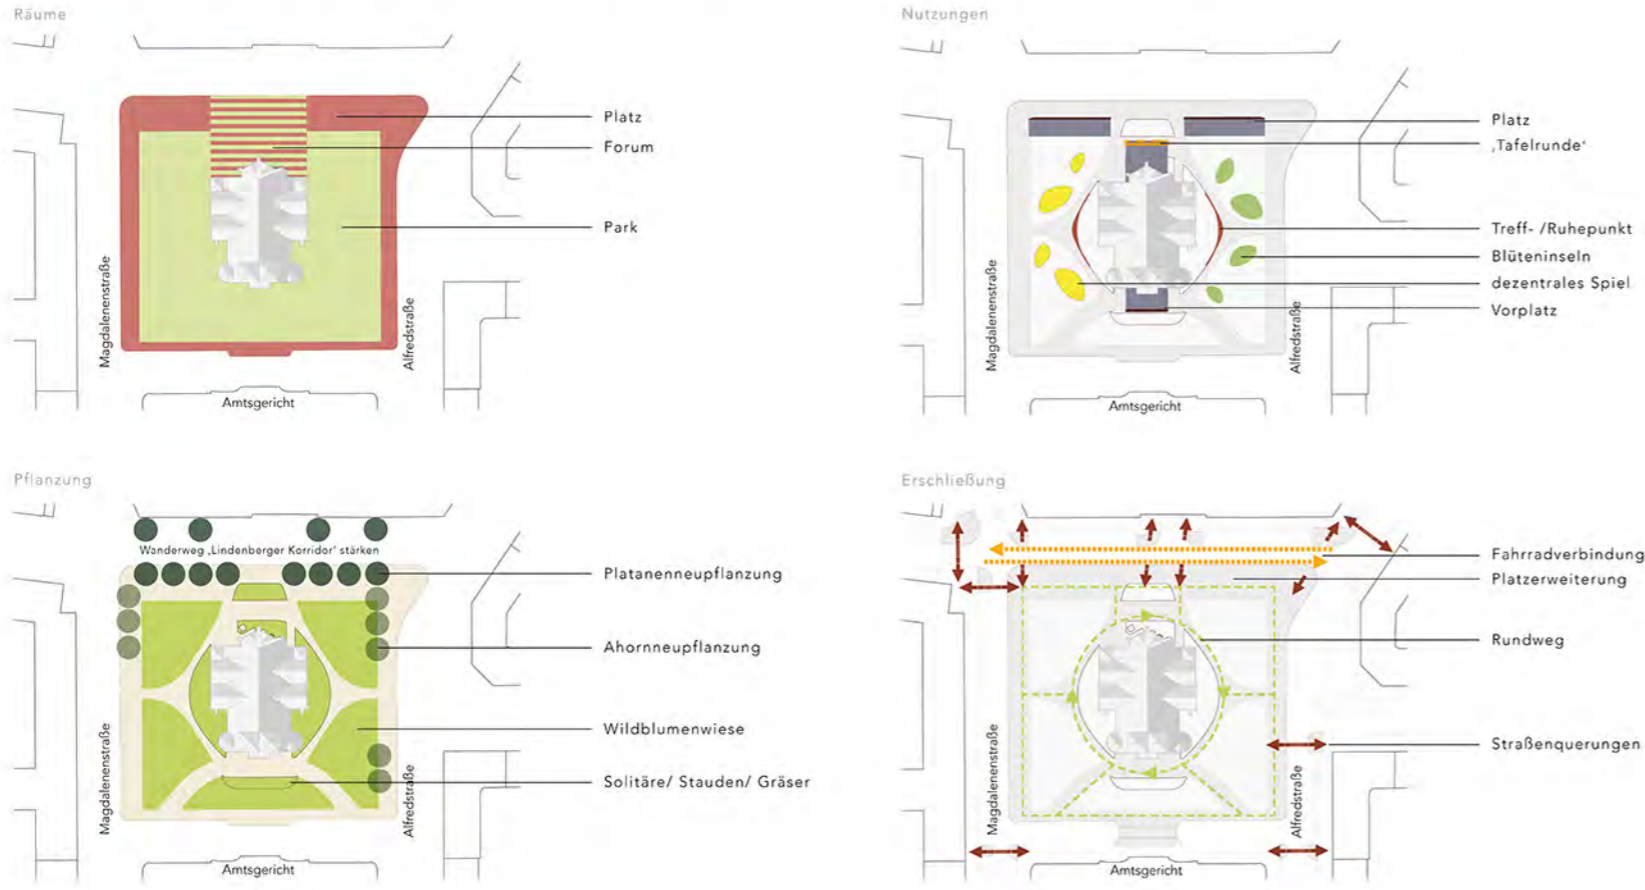 Räume
Platz
Forum
Park
Magdalenenstraße
Alfredstraße
Amtsgericht
Nutzungen
Platz
‚Tafelrunde'
Treff- /Ruhepunkt
Blüteninseln
dezentrales Spiel
Vorplatz
Magdalenenstraße
Alfredstraße
Amtsgericht
Pflanzung
Wanderweg ‚Lindenberger Korridor' stärken
Platanenneupflanzung
Ahornneupflanzung
Wildblumenwiese
Solitäre/ Stauden/ Gräser
Magdalenenstraße
Alfredstraße
Amtsgericht
Erschließung
Fahrradverbindung
Platzerweiterung
Rundweg
Straßenquerungen
Magdalenenstraße
Alfredstraße
Amtsgericht